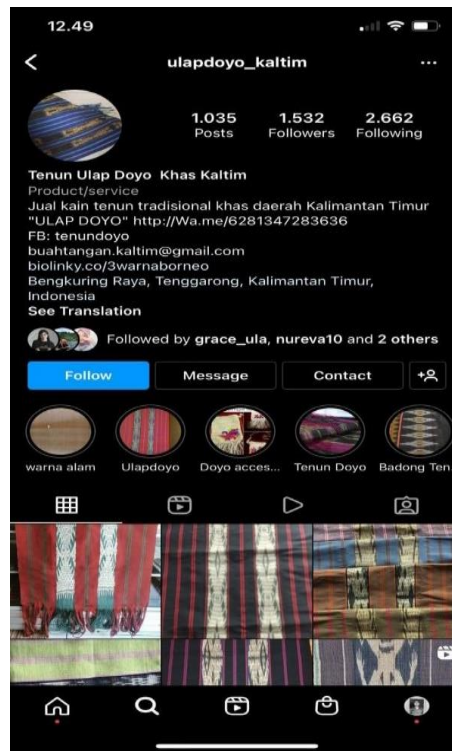 12.49
ulapdoyo_kaltim
1.035 1.532 2.662
Posts Followers Following
Tenun Ulap Doyo Khas Kaltim
Product/service
Jual kain tenun tradisional khas daerah Kalimantan Timur
"ULAP DOYO" http://Wa.me/6281347283636
FB: tenundoyo
buahtangan.kaltim@gmail.com
biolinky.co/3warnaborneo
Bengkuring Raya, Tenggarong, Kalimantan Timur,
Indonesia
See Translation
Followed by grace_ula, nureva10 and 2 others
Follow Message Contact
warna alam Ulapdoyo Doyo acces... Tenun Doyo Badong Ten